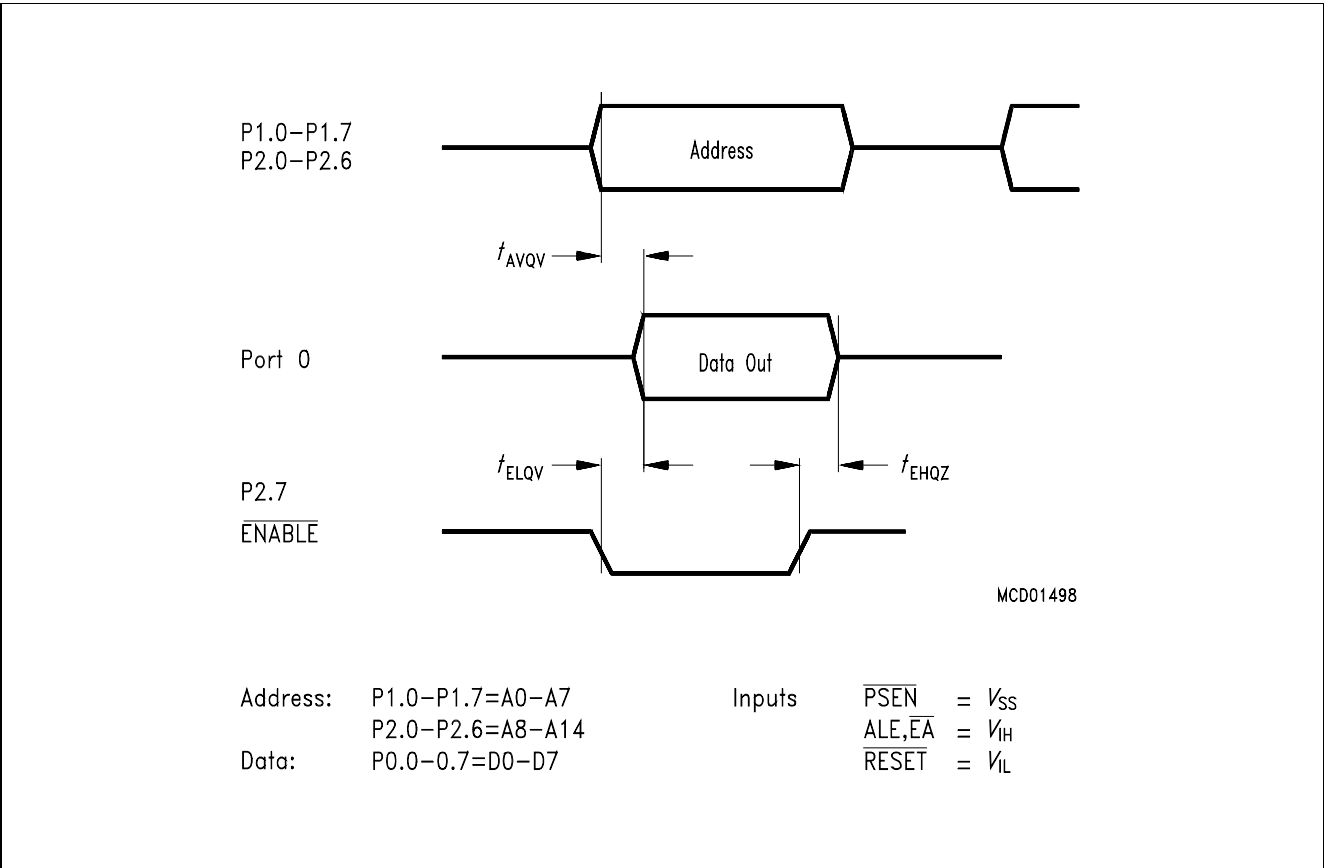 P1.0-P1.7
P2.0-P2.6
Address
tAVQV
Port 0
Data Out
tELQV
tEHQZ
P2.7
ENABLE
MCD01498
Address: P1.0-P1.7=A0-A7 Inputs PSEN = VSS
P2.0-P2.6=A8-A14 ALE,EA = VIH
Data: P0.0-0.7=D0-D7 RESET = VIL